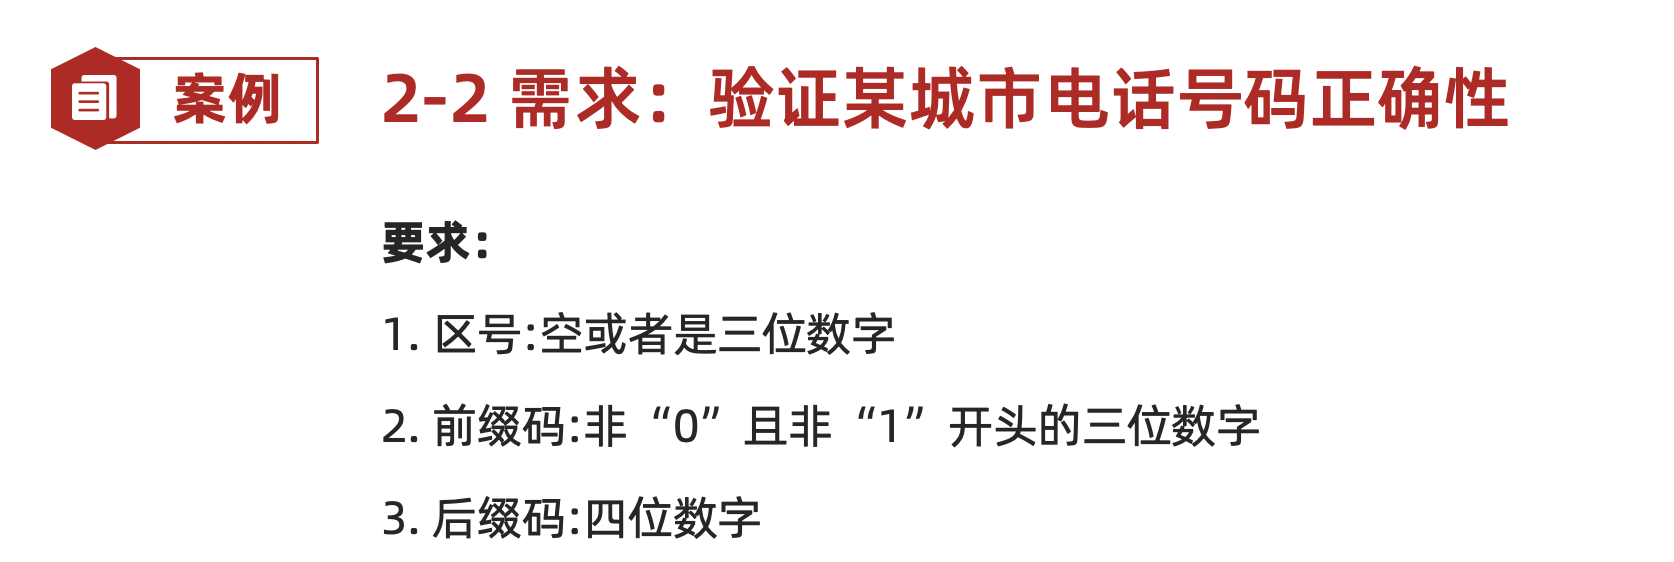 案例
2-2 需求：验证某城市电话号码正确性
要求：
1. 区号:空或者是三位数字
2. 前缀码:非“0”且非“1”开头的三位数字
3. 后缀码:四位数字